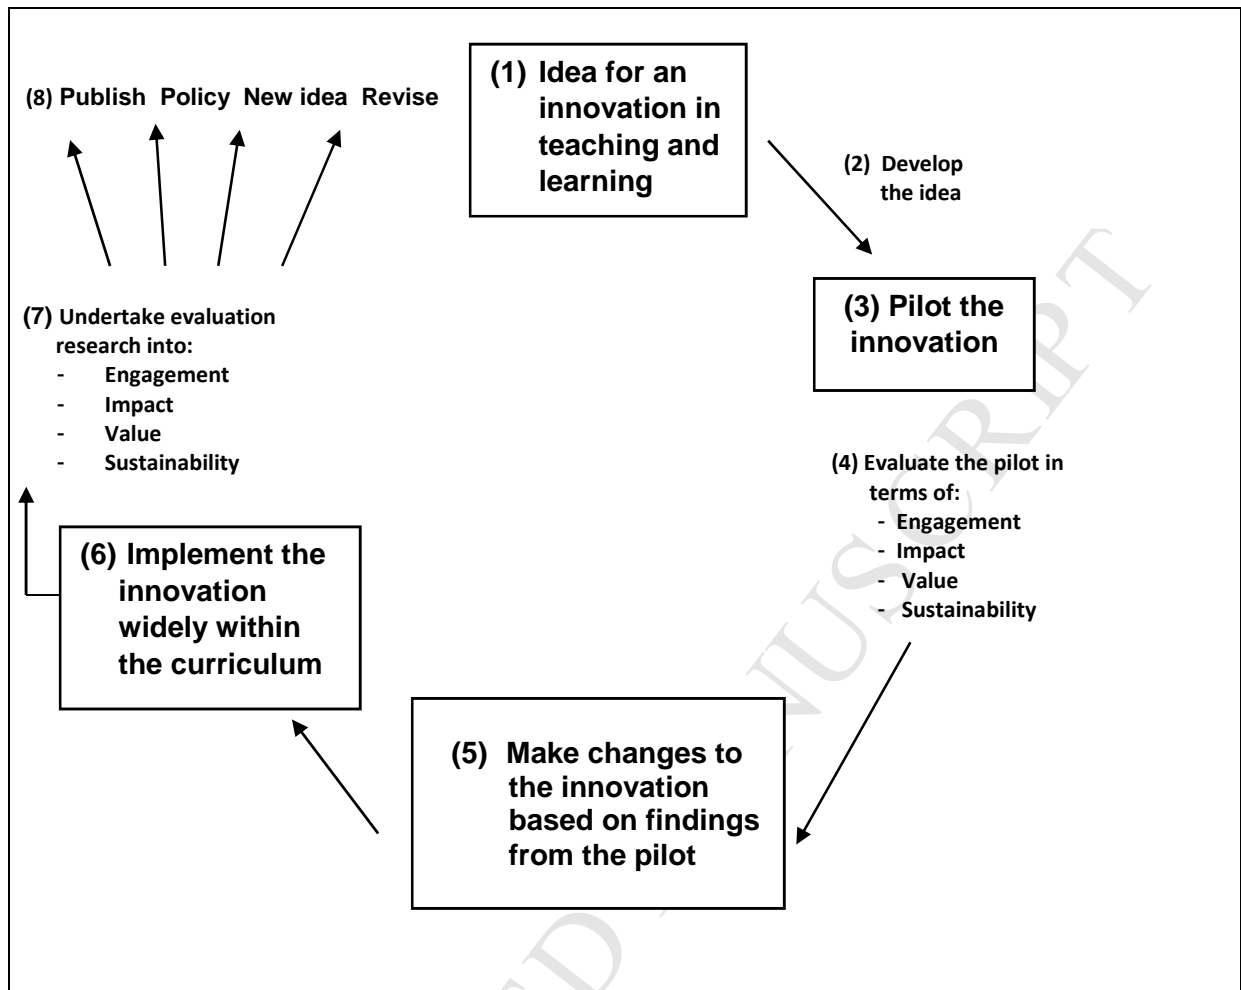 (1) Idea for an
innovation in
teaching and
learning
(2) Develop
the idea
(3) Pilot the
innovation
(4) Evaluate the pilot in
terms of:
- Engagement
- Impact
- Value
- Sustainability
(5) Make changes to
the innovation
based on findings
from the pilot
(6) Implement the
innovation
widely within
the curriculum
(7) Undertake evaluation
research into:
- Engagement
- Impact
- Value
- Sustainability
(8) Publish Policy New idea Revise